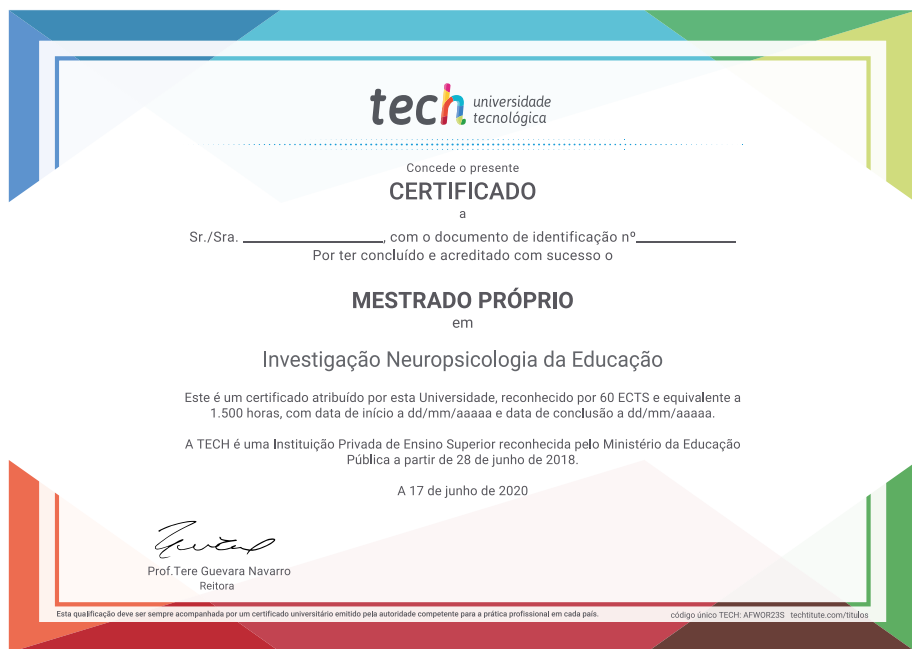 tech universidade
tecnológica
Concede o presente
CERTIFICADO
a
Sr./Sra. ________________, com o documento de identificação nº____________
Por ter concluído e acreditado com sucesso o
MESTRADO PRÓPRIO
em
Investigação Neuropsicologia da Educação
Este é um certificado atribuído por esta Universidade, reconhecido por 60 ECTS e equivalente a
1.500 horas, com data de início a dd/mm/aaaaa e data de conclusão a dd/mm/aaaaa.
A TECH é uma Instituição Privada de Ensino Superior reconhecida pelo Ministério da Educação
Pública a partir de 28 de junho de 2018.
A 17 de junho de 2020
Prof.Tere Guevara Navarro
Reitora
Esta qualificação deve ser sempre acompanhada por um certificado universitário emitido pela autoridade competente para a prática profissional em cada país. código único TECH: AFWOR23S techtitute.com/titulos